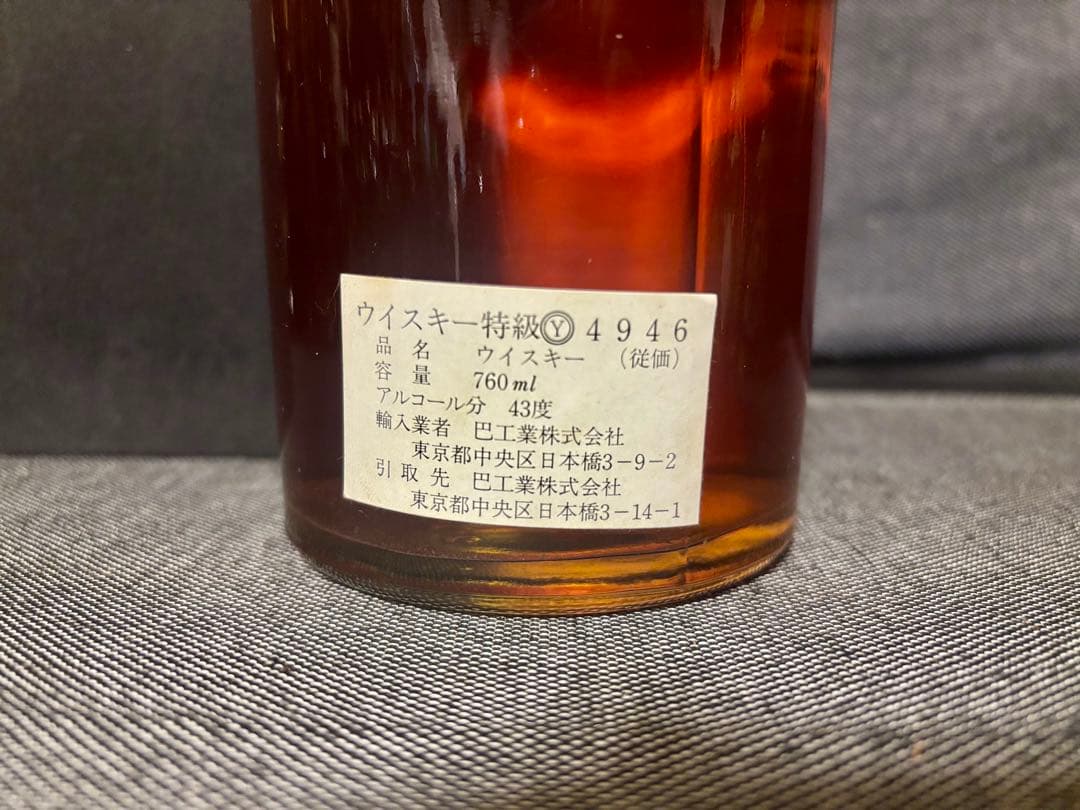 ウイスキー特級Ⓨ4946
品名 ウイスキー (従価)
容量 760ml
アルコール分 43度
輸入業者 巴工業株式会社
東京都中央区日本橋3-9-2
引取先 巴工業株式会社
東京都中央区日本橋3-14-1